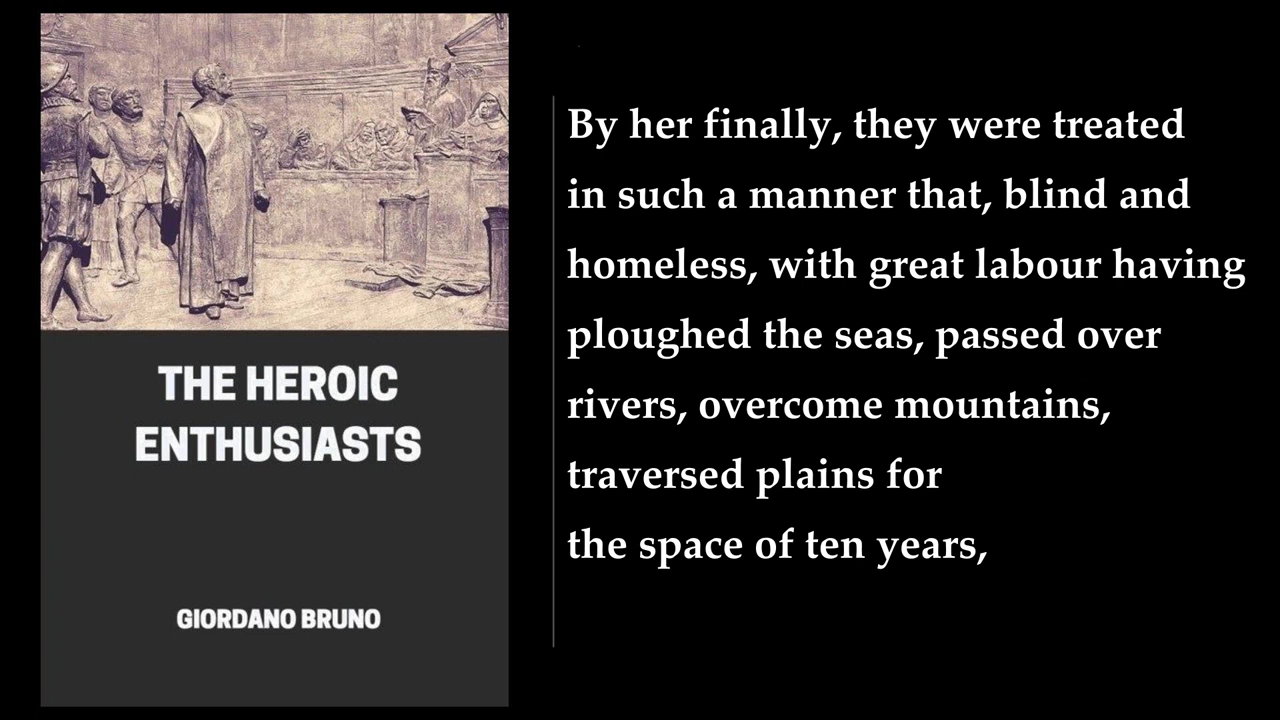 THE HEROIC
ENTHUSIASTS
GIORDANO BRUNO
By her finally, they were treated
in such a manner that, blind and
homeless, with great labour having
ploughed the seas, passed over
rivers, overcome mountains,
traversed plains for
the space of ten years,